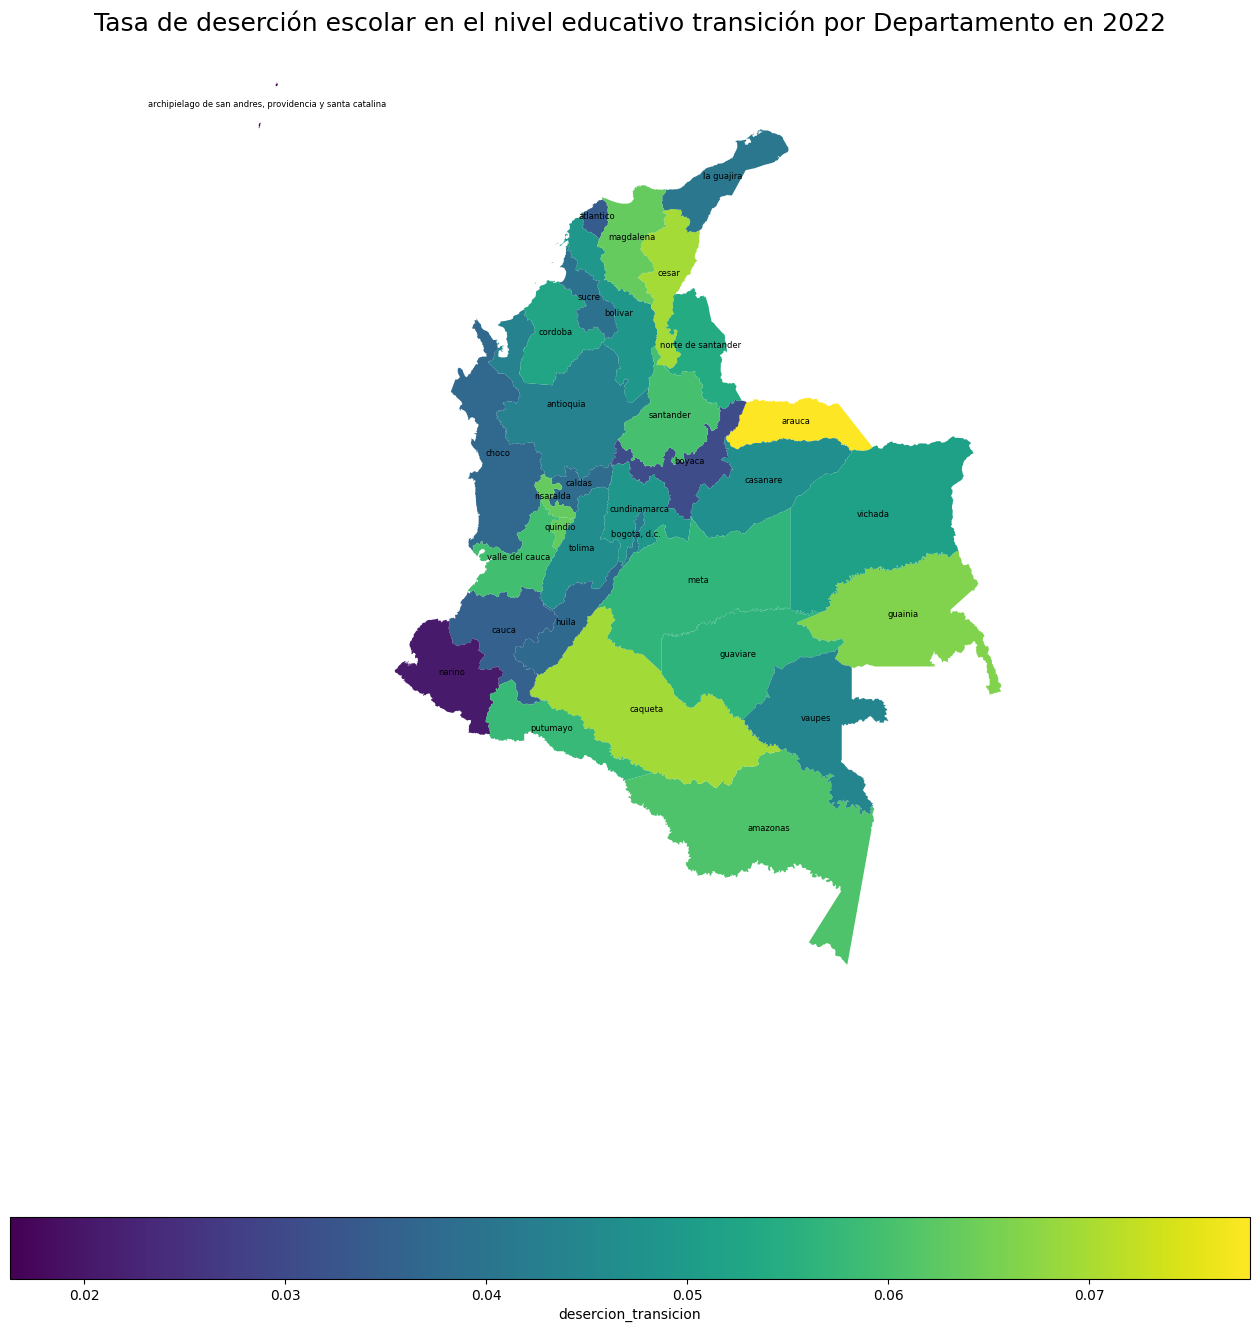 Tasa de deserción escolar en el nivel educativo transición por Departamento en 2022
archipielago de san andres, providencia y santa catalina
la guajira
atlantico
magdalena
cesar
sucre
bolivar
cordoba
norte de santander
antioquia
santander
arauca
choco
boyaca
caldas
casanare
risaralda
cundinamarca
vichada
quindio
bogota, d.c.
tolima
valle del cauca
meta
guainia
huila
cauca
guaviare
narino
caqueta
vaupes
putumayo
amazonas
0.02 0.03 0.04 0.05 0.06 0.07
desercion_transicion